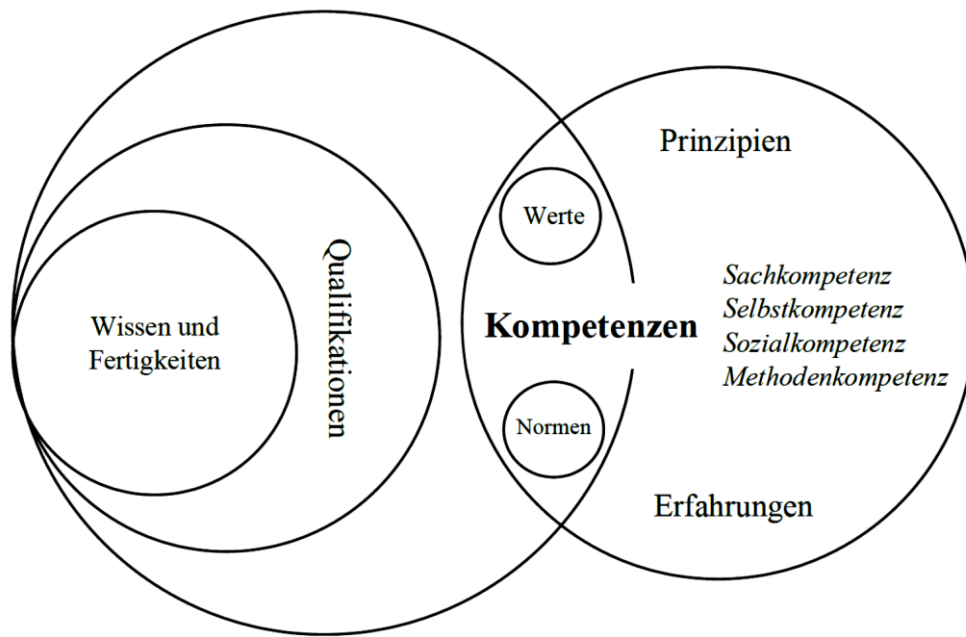 Prinzipien
Werte
Qualifikationen
Wissen und
Fertigkeiten
Kompetenzen
Sachkompetenz
Selbstkompetenz
Sozialkompetenz
Methodenkompetenz
Normen
Erfahrungen